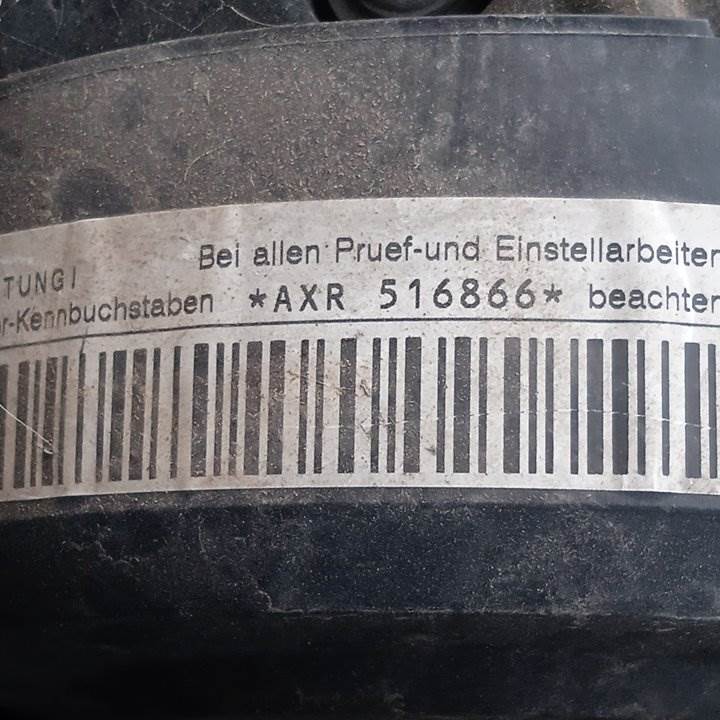 TUNG! Bei allen Pruef-und Einstellarbeiten
r-Kennbuchstaben *AXR 516866* beachten